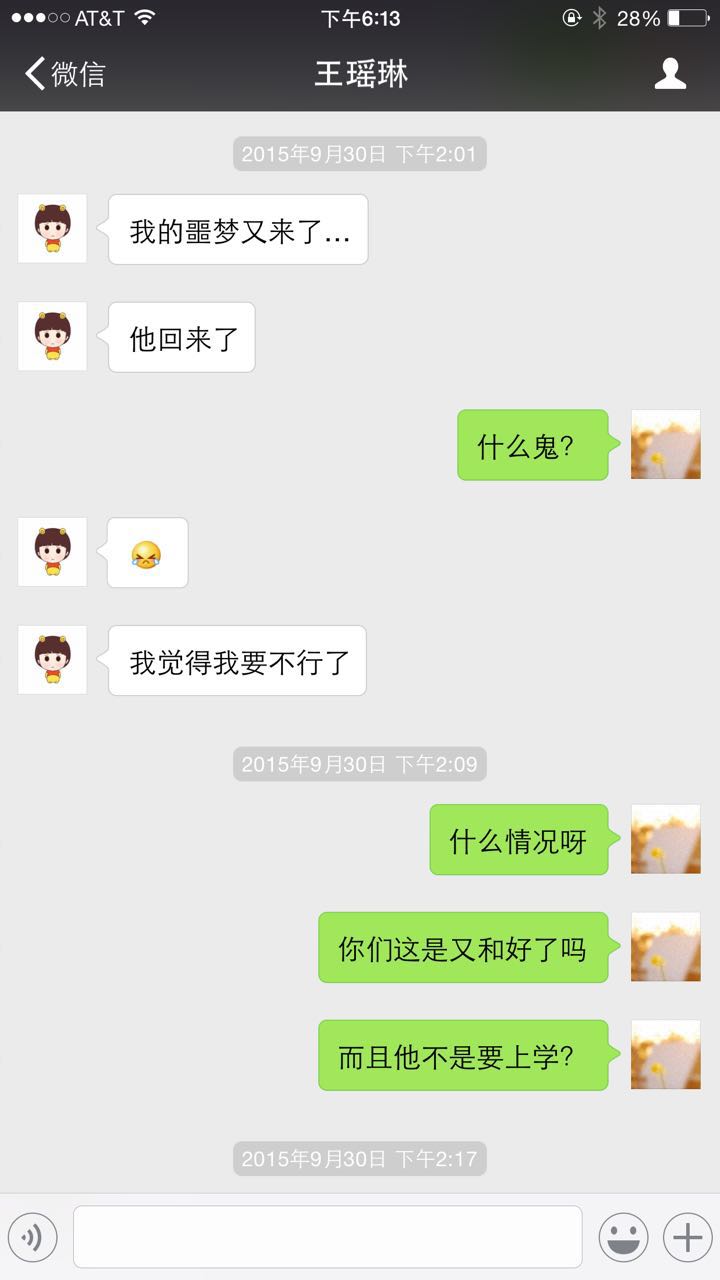 AT&T 下午6:13 28%
微信 王瑶琳
2015年9月30日 下午2:01
我的噩梦又来了...
他回来了
什么鬼?
我觉得我要不行了
2015年9月30日 下午2:09
什么情况呀
你们这是又和好了吗
而且他不是要上学?
2015年9月30日 下午2:17